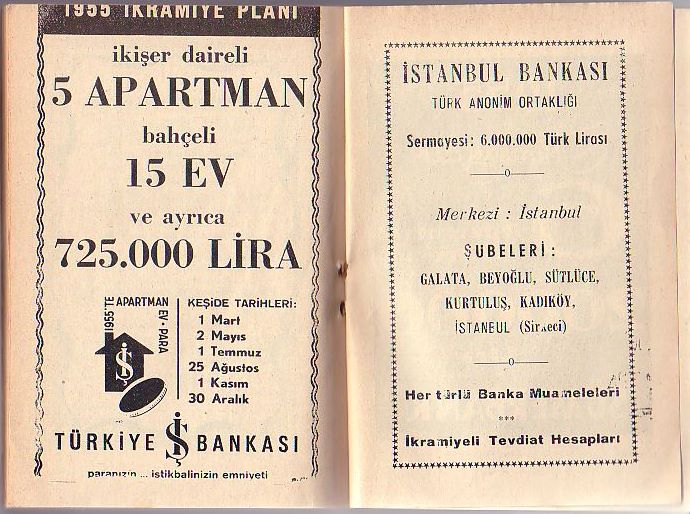 1955 İKRAMİYE PLANI
ikişer daireli
5 APARTMAN
bahçeli
15 EV
ve ayrıca
725.000 LİRA
1955'TE APARTMAN EV-PARA
KEŞİDE TARİHLERİ:
1 Mart
2 Mayıs
1 Temmuz
25 Ağustos
1 Kasım
30 Aralık
TÜRKİYE İŞ BANKASI
paranızın ... istikbalinizin emniyeti
İSTANBUL BANKASI
TÜRK ANONİM ORTAKLIĞI
Sermayesi: 6.000.000 Türk Lirası
Merkezi : İstanbul
ŞUBELERİ :
GALATA, BEYOĞLU, SÜTLÜCE,
KURTULUŞ, KADIKÖY,
İSTANBUL (Sirkeci)
Her türlü Banka Muameleleri
***
İkramiyeli Tevdiat Hesapları